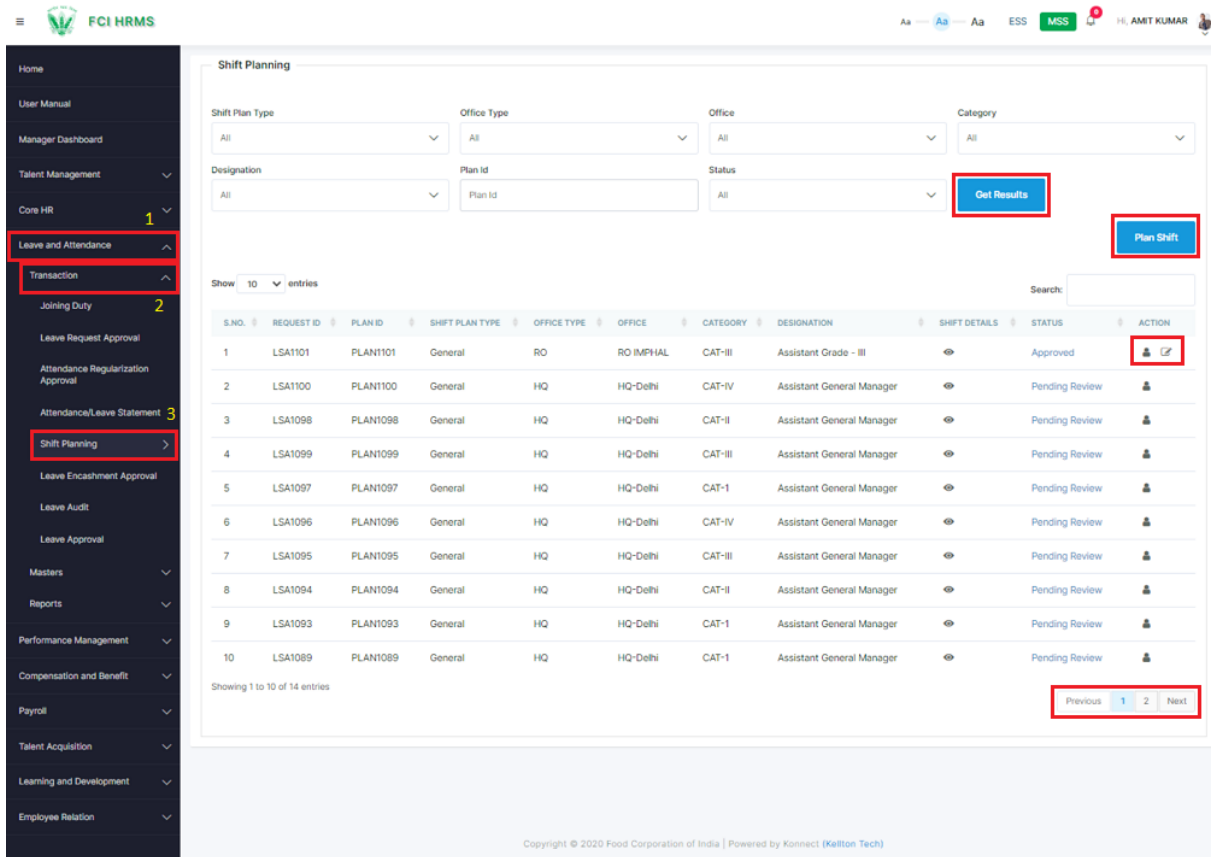 FCI HRMS
Aa Aa Aa ESS MSS 0 Hi, AMIT KUMAR
Home
User Manual
Manager Dashboard
Talent Management
Core HR
1
Leave and Attendance
Transaction
2
Joining Duty
Leave Request Approval
Attendance Regularization
Approval
Attendance/Leave Statement
3
Shift Planning
Leave Encashment Approval
Leave Audit
Leave Approval
Masters
Reports
Performance Management
Compensation and Benefit
Payroll
Talent Acquisition
Learning and Development
Employee Relation
Shift Planning
Shift Plan Type Office Type Office Category
All All All All
Designation Plan Id Status
All Plan Id All Get Results
Plan Shift
Show 10 entries Search:
S.NO. REQUEST ID PLAN ID SHIFT PLAN TYPE OFFICE TYPE OFFICE CATEGORY DESIGNATION SHIFT DETAILS STATUS ACTION
1 LSA1101 PLAN1101 General RO RO IMPHAL CAT-III Assistant Grade - III Approved
2 LSA1100 PLAN1100 General HQ HQ-Delhi CAT-IV Assistant General Manager Pending Review
3 LSA1098 PLAN1098 General HQ HQ-Delhi CAT-II Assistant General Manager Pending Review
4 LSA1099 PLAN1099 General HQ HQ-Delhi CAT-III Assistant General Manager Pending Review
5 LSA1097 PLAN1097 General HQ HQ-Delhi CAT-1 Assistant General Manager Pending Review
6 LSA1096 PLAN1096 General HQ HQ-Delhi CAT-IV Assistant General Manager Pending Review
7 LSA1095 PLAN1095 General HQ HQ-Delhi CAT-III Assistant General Manager Pending Review
8 LSA1094 PLAN1094 General HQ HQ-Delhi CAT-II Assistant General Manager Pending Review
9 LSA1093 PLAN1093 General HQ HQ-Delhi CAT-1 Assistant General Manager Pending Review
10 LSA1089 PLAN1089 General HQ HQ-Delhi CAT-1 Assistant General Manager Pending Review
Showing 1 to 10 of 14 entries
Previous 1 2 Next
Copyright © 2020 Food Corporation of India | Powered by Konnect (Kellton Tech)